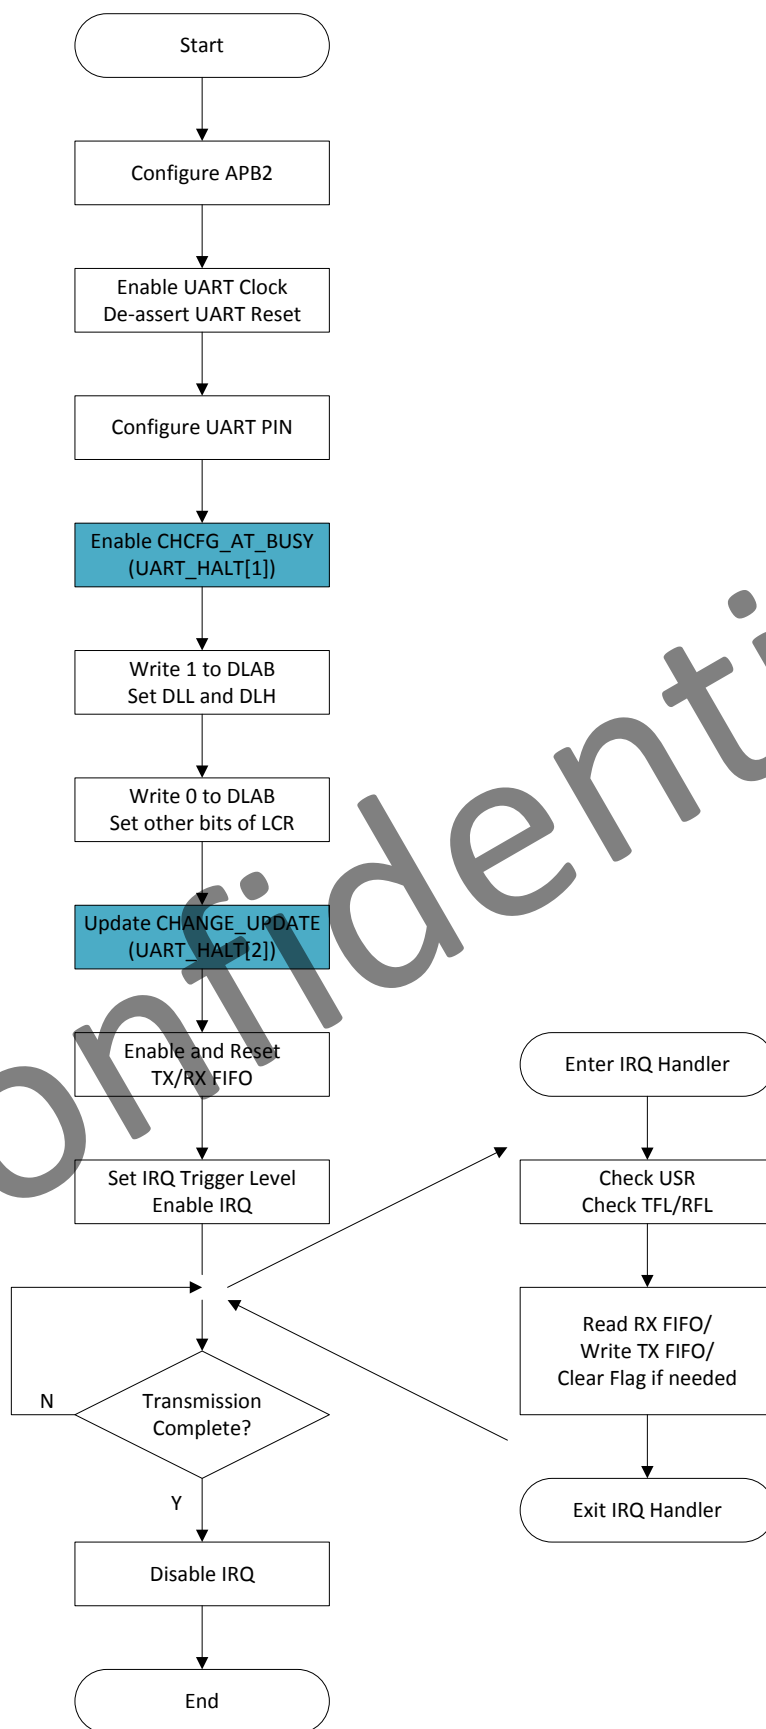 Start
Configure APB2
Enable UART Clock
De-assert UART Reset
Configure UART PIN
Enable CHCFG_AT_BUSY
(UART_HALT[1])
Write 1 to DLAB
Set DLL and DLH
Write 0 to DLAB
Set other bits of LCR
Update CHANGE_UPDATE
(UART_HALT[2])
Enable and Reset
TX/RX FIFO
Set IRQ Trigger Level
Enable IRQ
N
Transmission
Complete?
Y
Disable IRQ
End
Enter IRQ Handler
Check USR
Check TFL/RFL
Read RX FIFO/
Write TX FIFO/
Clear Flag if needed
Exit IRQ Handler
onfidenti